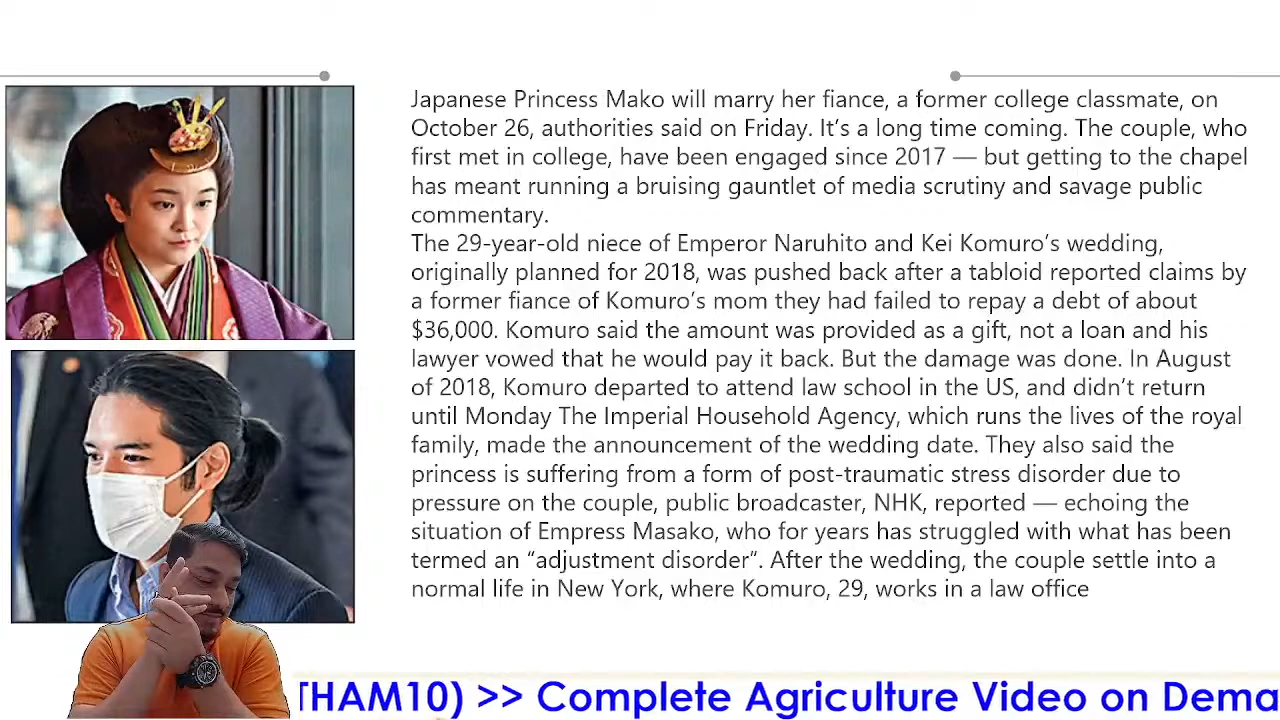 Japanese Princess Mako will marry her fiance, a former college classmate, on
October 26, authorities said on Friday. It’s a long time coming. The couple, who
first met in college, have been engaged since 2017 — but getting to the chapel
has meant running a bruising gauntlet of media scrutiny and savage public
commentary.
The 29-year-old niece of Emperor Naruhito and Kei Komuro’s wedding,
originally planned for 2018, was pushed back after a tabloid reported claims by
a former fiance of Komuro’s mom they had failed to repay a debt of about
$36,000. Komuro said the amount was provided as a gift, not a loan and his
lawyer vowed that he would pay it back. But the damage was done. In August
of 2018, Komuro departed to attend law school in the US, and didn’t return
until Monday The Imperial Household Agency, which runs the lives of the royal
family, made the announcement of the wedding date. They also said the
princess is suffering from a form of post-traumatic stress disorder due to
pressure on the couple, public broadcaster, NHK, reported — echoing the
situation of Empress Masako, who for years has struggled with what has been
termed an “adjustment disorder”. After the wedding, the couple settle into a
normal life in New York, where Komuro, 29, works in a law office
THAM10) >> Complete Agriculture Video on Dema